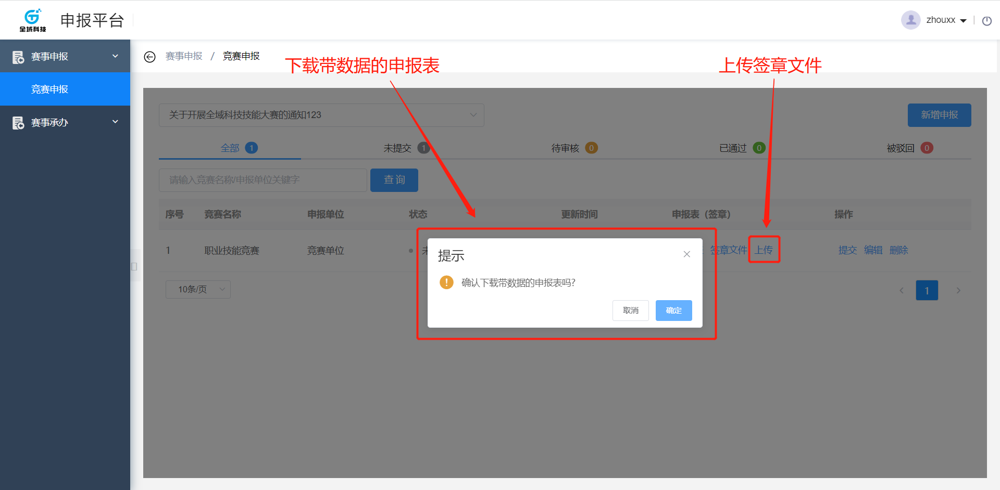 全域科技
申报平台
zhouxx
赛事申报
竞赛申报
赛事承办
赛事申报 / 竞赛申报
下载带数据的申报表
上传签章文件
关于开展全域科技技能大赛的通知123
新增申报
全部 1
未提交 1
待审核 0
已通过 0
被驳回 0
请输入竞赛名称/申报单位关键字
查询
序号 竞赛名称 申报单位 状态 更新时间 申报表（签章） 操作
1 职业技能竞赛 竞赛单位 签章文件 上传 提交 编辑 删除
提示
确认下载带数据的申报表吗?
取消 确定
10条/页
1